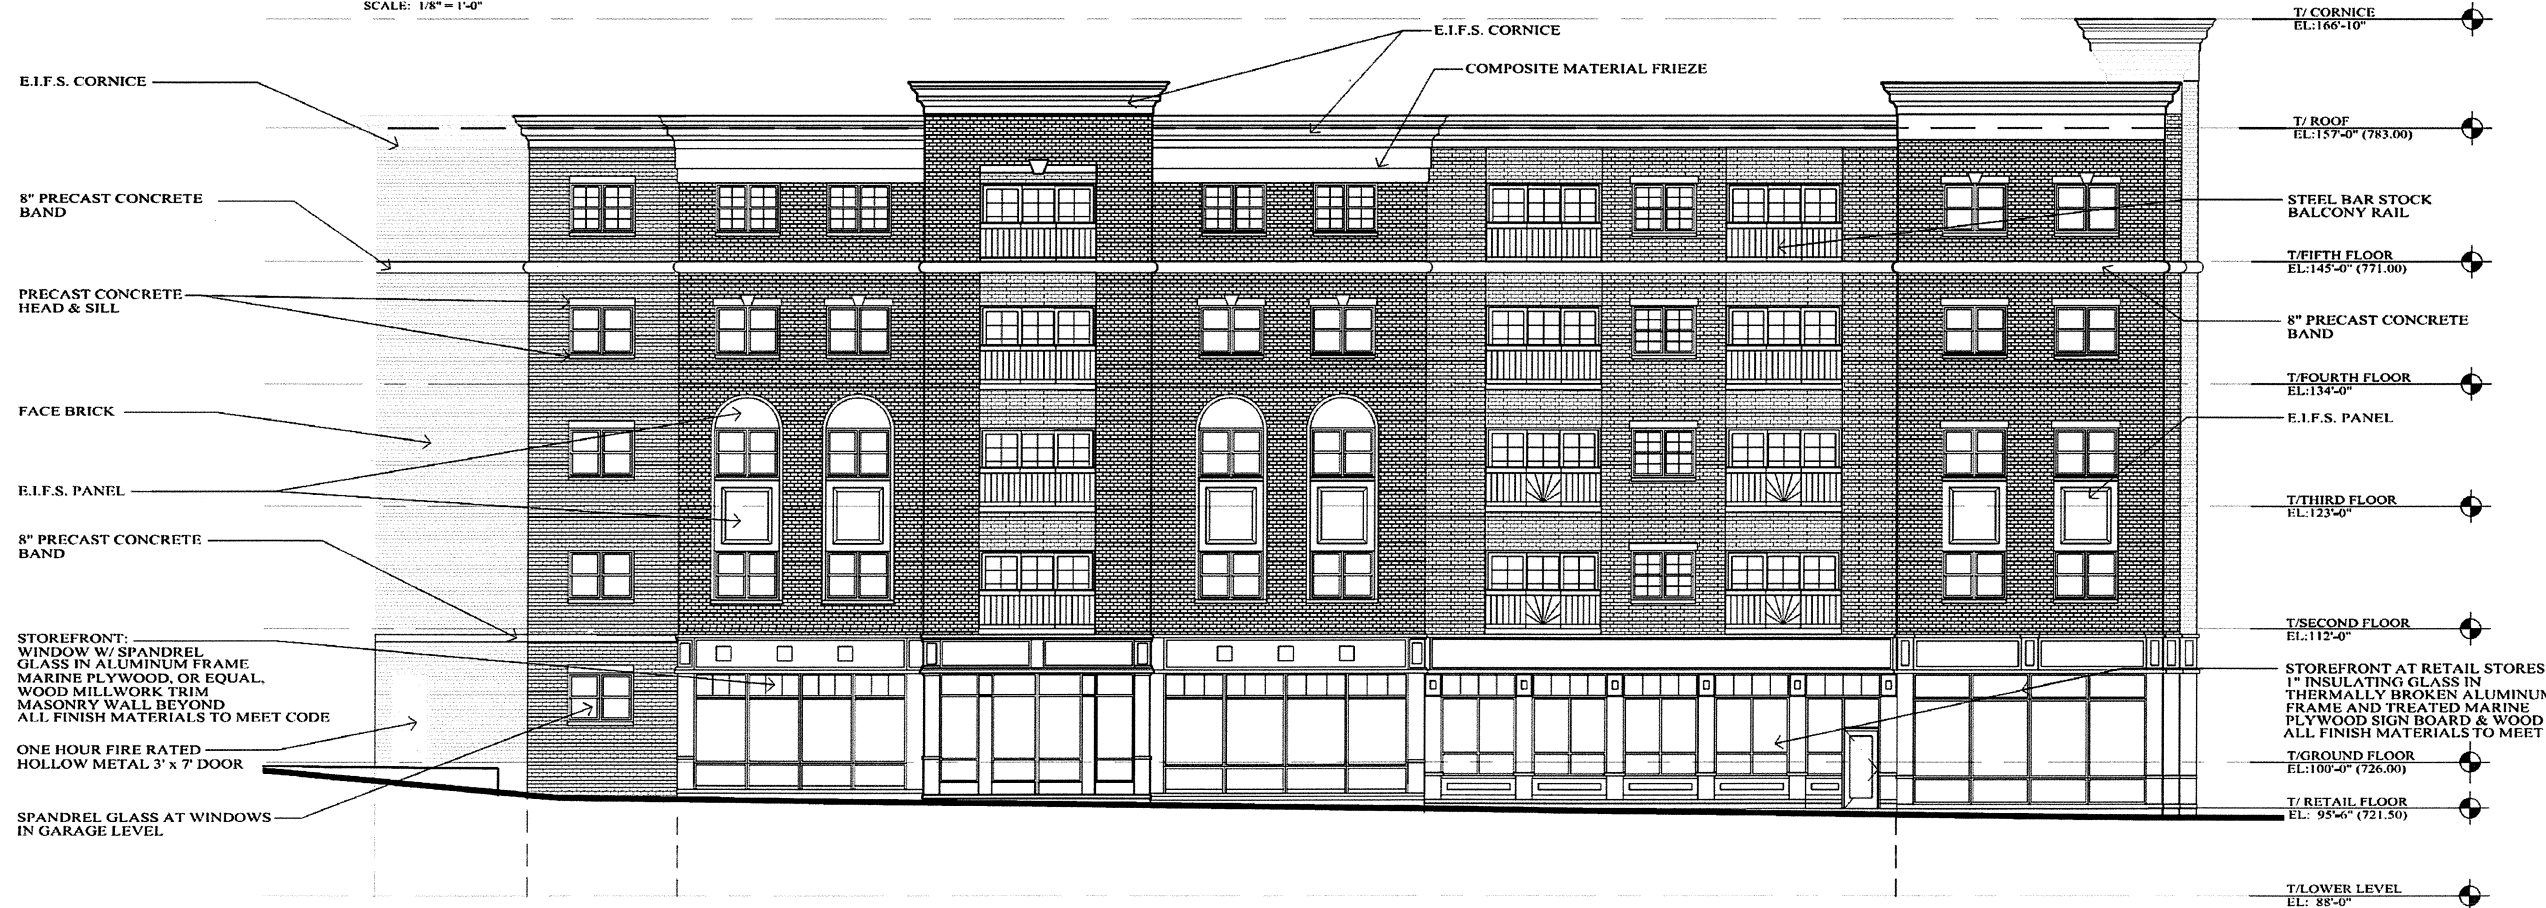 SCALE: 1/8" = 1'-0"
E.I.F.S. CORNICE
8" PRECAST CONCRETE
BAND
PRECAST CONCRETE
HEAD & SILL
FACE BRICK
E.I.F.S. PANEL
8" PRECAST CONCRETE
BAND
STOREFRONT:
WINDOW W/ SPANDREL
GLASS IN ALUMINUM FRAME
MARINE PLYWOOD, OR EQUAL,
WOOD MILLWORK TRIM
MASONRY WALL BEYOND
ALL FINISH MATERIALS TO MEET CODE
ONE HOUR FIRE RATED
HOLLOW METAL 3' x 7' DOOR
SPANDREL GLASS AT WINDOWS
IN GARAGE LEVEL
E.I.F.S. CORNICE
COMPOSITE MATERIAL FRIEZE
T/ CORNICE
EL:166'-10"
T/ ROOF
EL:157'-0" (783.00)
STEEL BAR STOCK
BALCONY RAIL
T/FIFTH FLOOR
EL:145'-0" (771.00)
8" PRECAST CONCRETE
BAND
T/FOURTH FLOOR
EL:134'-0"
E.I.F.S. PANEL
T/THIRD FLOOR
EL:123'-0"
T/SECOND FLOOR
EL:112'-0"
STOREFRONT AT RETAIL STORES
1" INSULATING GLASS IN
THERMALLY BROKEN ALUMINUM
FRAME AND TREATED MARINE
PLYWOOD SIGN BOARD & WOOD
ALL FINISH MATERIALS TO MEET
T/GROUND FLOOR
EL:100'-0" (726.00)
T/ RETAIL FLOOR
EL: 95'-6" (721.50)
T/LOWER LEVEL
EL: 88'-0"